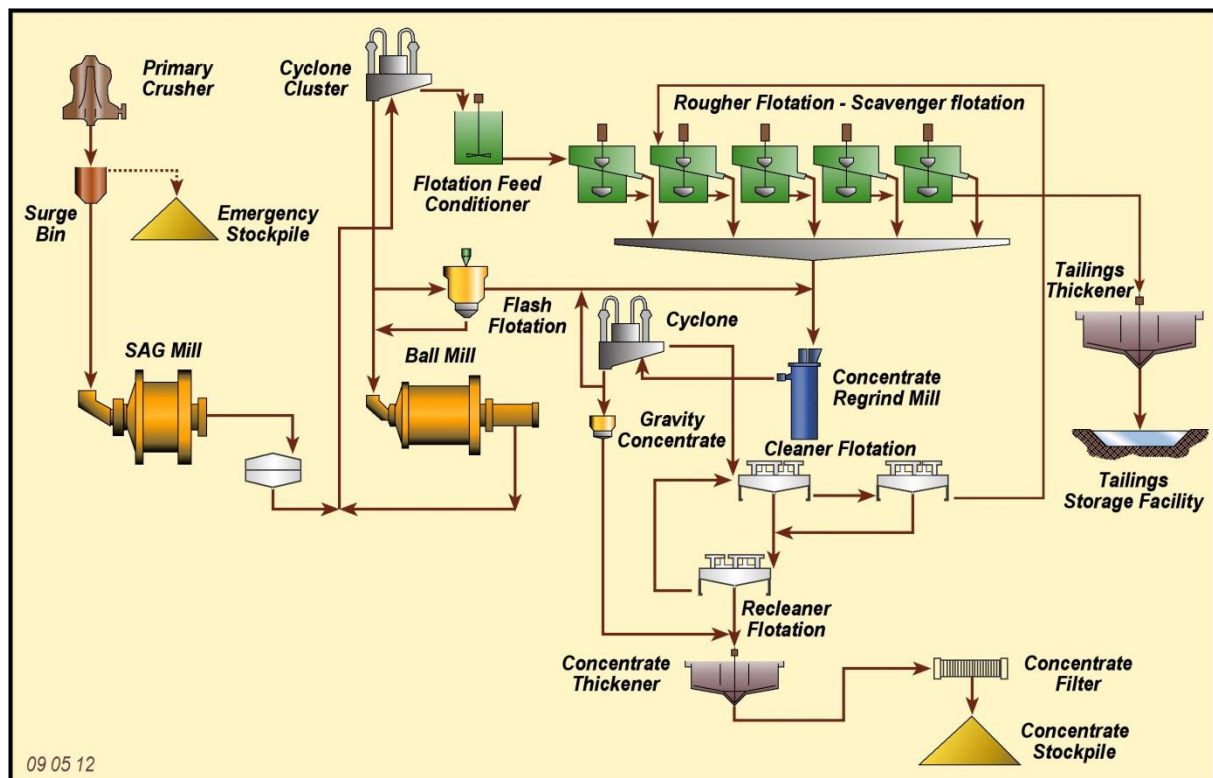 Primary
Crusher
Cyclone
Cluster
Rougher Flotation - Scavenger flotation
Surge
Bin
Emergency
Stockpile
Flotation Feed
Conditioner
Tailings
Thickener
Flash
Flotation
Cyclone
SAG Mill
Ball Mill
Concentrate
Regrind Mill
Gravity
Concentrate
Cleaner Flotation
Tailings
Storage Facility
Recleaner
Flotation
Concentrate
Thickener
Concentrate
Filter
Concentrate
Stockpile
09 05 12